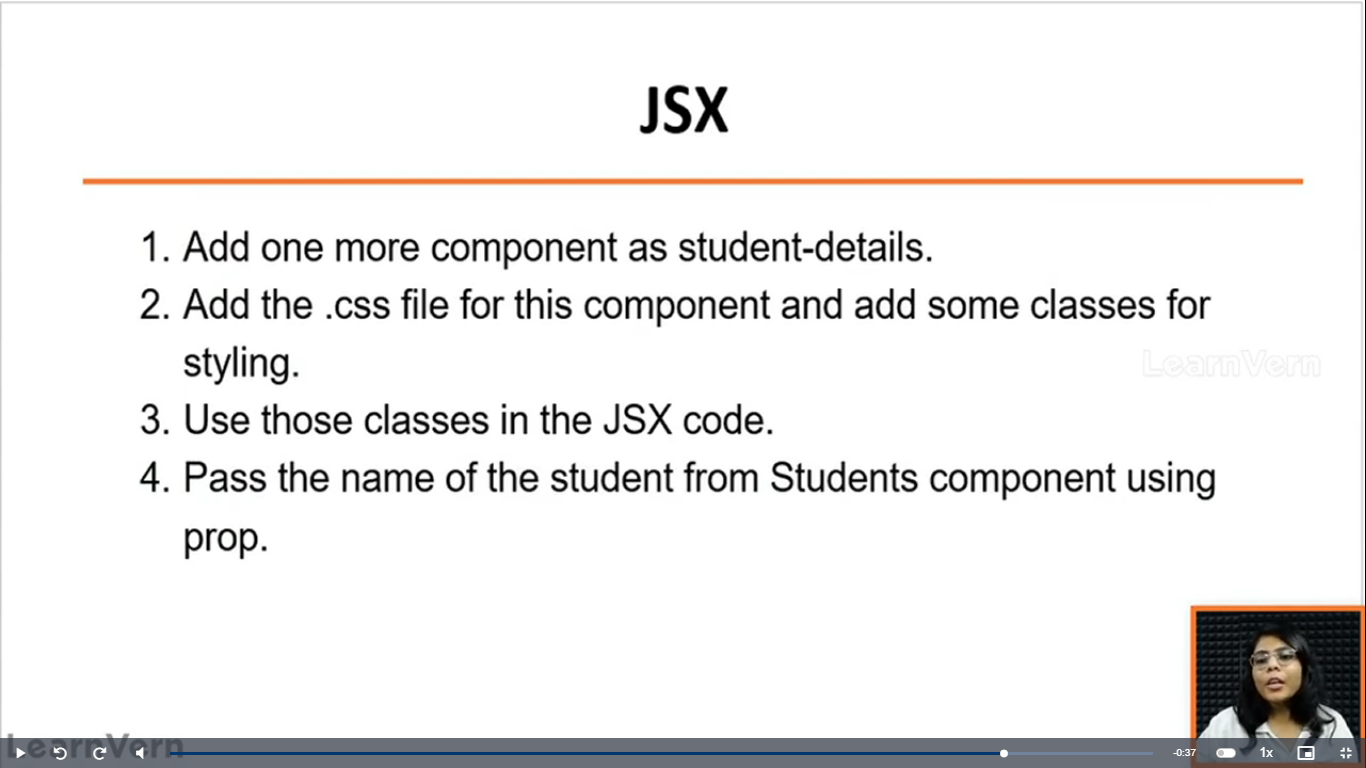 JSX
1. Add one more component as student-details.
2. Add the .css file for this component and add some classes for
styling.
LearnVern
3. Use those classes in the JSX code.
4. Pass the name of the student from Students component using
prop.
LearnVern
-0:37
1x